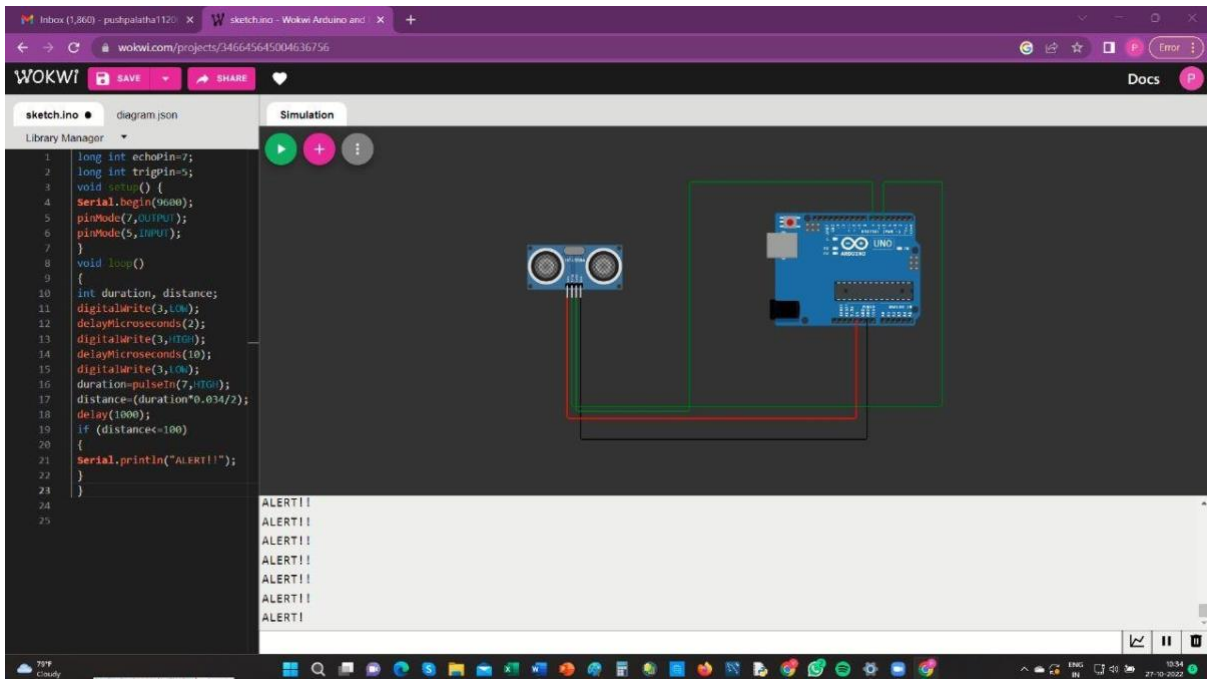 Inbox (1,860) - pushpalatha1120
sketch.ino - Wokwi Arduino and
wokwi.com/projects/346645645004636756
P
Error
WOKWI
SAVE
SHARE
Docs
P
sketch.ino ●
diagram.json
Simulation
Library Manager
1 long int echoPin=7;
2 long int trigPin=5;
3 void setup() {
4 Serial.begin(9600);
5 pinMode(7,OUTPUT);
6 pinMode(5,INPUT);
7 }
8 void loop()
9 {
10 int duration, distance;
11 digitalWrite(3,LOW);
12 delayMicroseconds(2);
13 digitalWrite(3,HIGH);
14 delayMicroseconds(10);
15 digitalWrite(3,LOW);
16 duration=pulseIn(7,HIGH);
17 distance=(duration*0.034/2);
18 delay(1000);
19 if (distance<=100)
20 {
21 Serial.println("ALERT!!");
22 }
23 }
24
25
UNO
ARDUINO
ALERT!!
ALERT!!
ALERT!!
ALERT!!
ALERT!!
ALERT!!
ALERT!
79°F
Cloudy
ENG
IN
10:34
27-10-2022